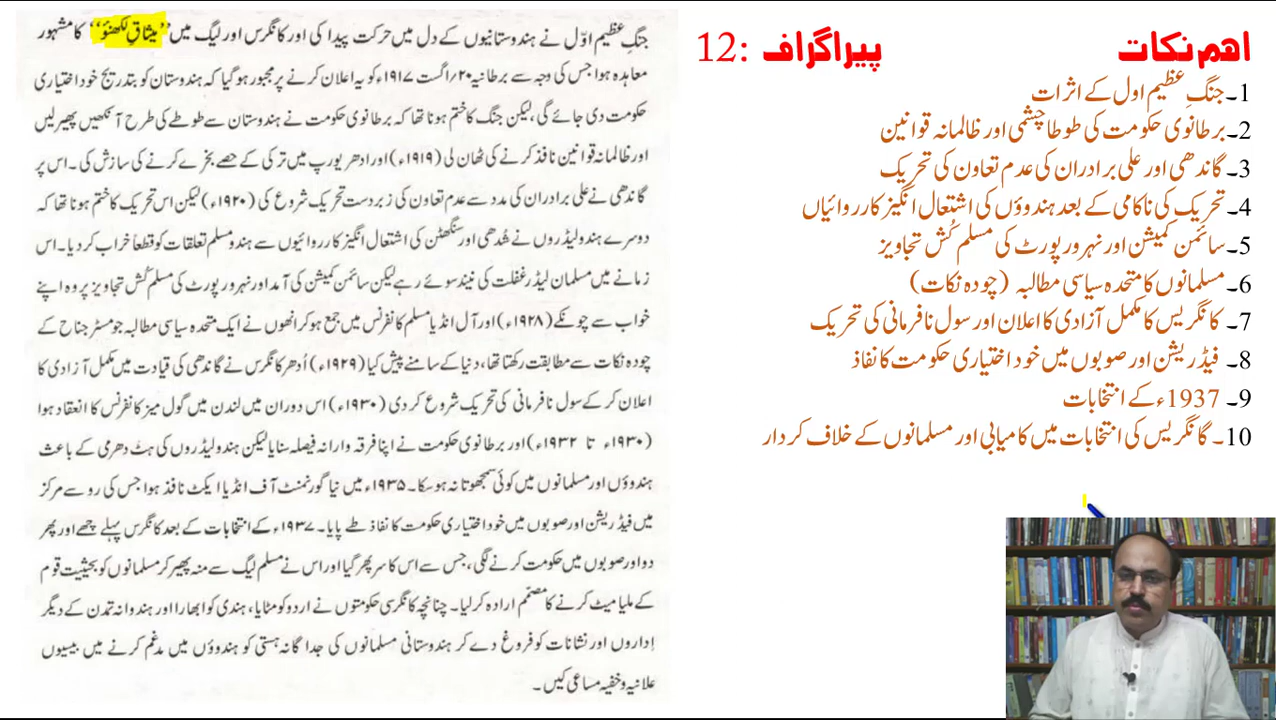 اہم نکات پیراگراف 12:
1۔ جنگِ عظیم اول کے اثرات
2۔ برطانوی حکومت کی طوطا چشمی اور ظالمانہ قوانین
3۔ گاندھی اور علی برادران کی عدم تعاون کی تحریک
4۔ تحریک کی ناکامی کے بعد ہندوؤں کی اشتعال انگیز کارروائیاں
5۔ سائمن کمیشن اور نہرو رپورٹ کی مسلم کُش تجاویز
6۔ مسلمانوں کا متحدہ سیاسی مطالبہ (چودہ نکات)
7۔ کانگریس کا مکمل آزادی کا اعلان اور سول نافرمانی کی تحریک
8۔ فیڈریشن اور صوبوں میں خود اختیاری حکومت کا نفاذ
9۔ 1937ء کے انتخابات
10۔ گانگریس کی انتخابات میں کامیابی اور مسلمانوں کے خلاف کردار
جنگِ عظیم اوّل نے ہندوستانیوں کے دل میں حرکت پیدا کی اور کانگرس اور لیگ میں ’’میثاقِ لکھنؤ‘‘ کا مشہور
معاہدہ ہوا جس کی وجہ سے برطانیہ ۲۰؍اگست ۱۹۱۷ء کو یہ اعلان کرنے پر مجبور ہو گیا کہ ہندوستان کو بتدریج خود اختیاری
حکومت دی جائے گی، لیکن جنگ کا ختم ہونا تھا کہ برطانوی حکومت نے ہندوستان سے طوطے کی طرح آنکھیں پھیر لیں
اور ظالمانہ قوانین نافذ کرنے کی ٹھان لی (۱۹۱۹ء) اور ادھر یورپ میں ترکی کے حصے بخرے کرنے کی سازش کی۔ اس پر
گاندھی نے علی برادران کی مدد سے عدم تعاون کی زبردست تحریک شروع کی (۱۹۲۰ء) لیکن اس تحریک کا ختم ہونا تھا کہ
دوسرے ہندو لیڈروں نے شُدھی اور سنگھٹن کی اشتعال انگیز کارروائیوں سے ہندو مسلم تعلقات کو قطعاً خراب کر دیا۔ اس
زمانے میں مسلمان لیڈر غفلت کی نیند سوئے رہے لیکن سائمن کمیشن کی آمد اور نہرو رپورٹ کی مسلم کُش تجاویز پر وہ اپنے
خواب سے چونکے (۱۹۲۸ء) اور آل انڈیا مسلم کانفرنس میں جمع ہو کر انھوں نے ایک متحدہ سیاسی مطالبہ جو مسٹر جناح کے
چودہ نکات سے مطابقت رکھتا تھا، دنیا کے سامنے پیش کیا (۱۹۲۹ء) اُدھر کانگرس نے گاندھی کی قیادت میں مکمل آزادی کا
اعلان کر کے سول نافرمانی کی تحریک شروع کر دی (۱۹۳۰ء) اس دوران میں لندن میں گول میز کانفرنس کا انعقاد ہوا
(۱۹۳۰ء تا ۱۹۳۲ء) اور برطانوی حکومت نے اپنا فرقہ وارانہ فیصلہ سنایا لیکن ہندو لیڈروں کی ہٹ دھرمی کے باعث
ہندوؤں اور مسلمانوں میں کوئی سمجھوتا نہ ہو سکا۔ ۱۹۳۵ء میں نیا گورنمنٹ آف انڈیا ایکٹ نافذ ہوا جس کی رو سے مرکز
میں فیڈریشن اور صوبوں میں خود اختیاری حکومت کا نفاذ طے پایا۔ ۱۹۳۷ء کے انتخابات کے بعد کانگرس پہلے چھے اور پھر
دو اور صوبوں میں حکومت کرنے لگی، جس سے اس کا سر پھر گیا اور اس نے مسلم لیگ سے منہ پھیر کر مسلمانوں کو بحیثیت قوم
کے ملیا میٹ کرنے کا مصمّم ارادہ کر لیا۔ چنانچہ کانگرسی حکومتوں نے اردو کو مٹایا، ہندی کو ابھارا اور ہندوانہ تمدن کے دیگر
اِداروں اور نشانات کو فروغ دے کر ہندوستانی مسلمانوں کی جداگانہ ہستی کو ہندوؤں میں مدغم کرنے میں بیسیوں
علانیہ و خفیہ مساعی کیں۔